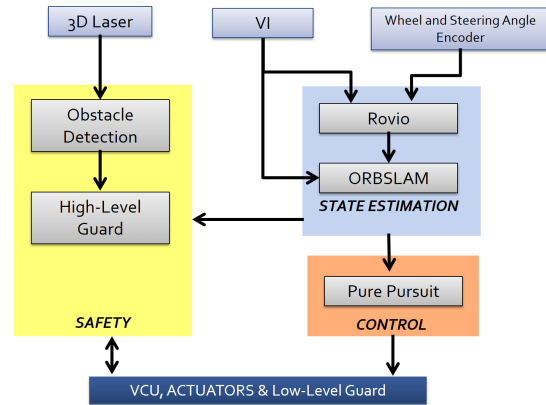 3D Laser
VI
Wheel and Steering Angle
Encoder
Obstacle
Detection
Rovio
High-Level
Guard
ORBSLAM
STATE ESTIMATION
Pure Pursuit
SAFETY
CONTROL
VCU, ACTUATORS & Low-Level Guard